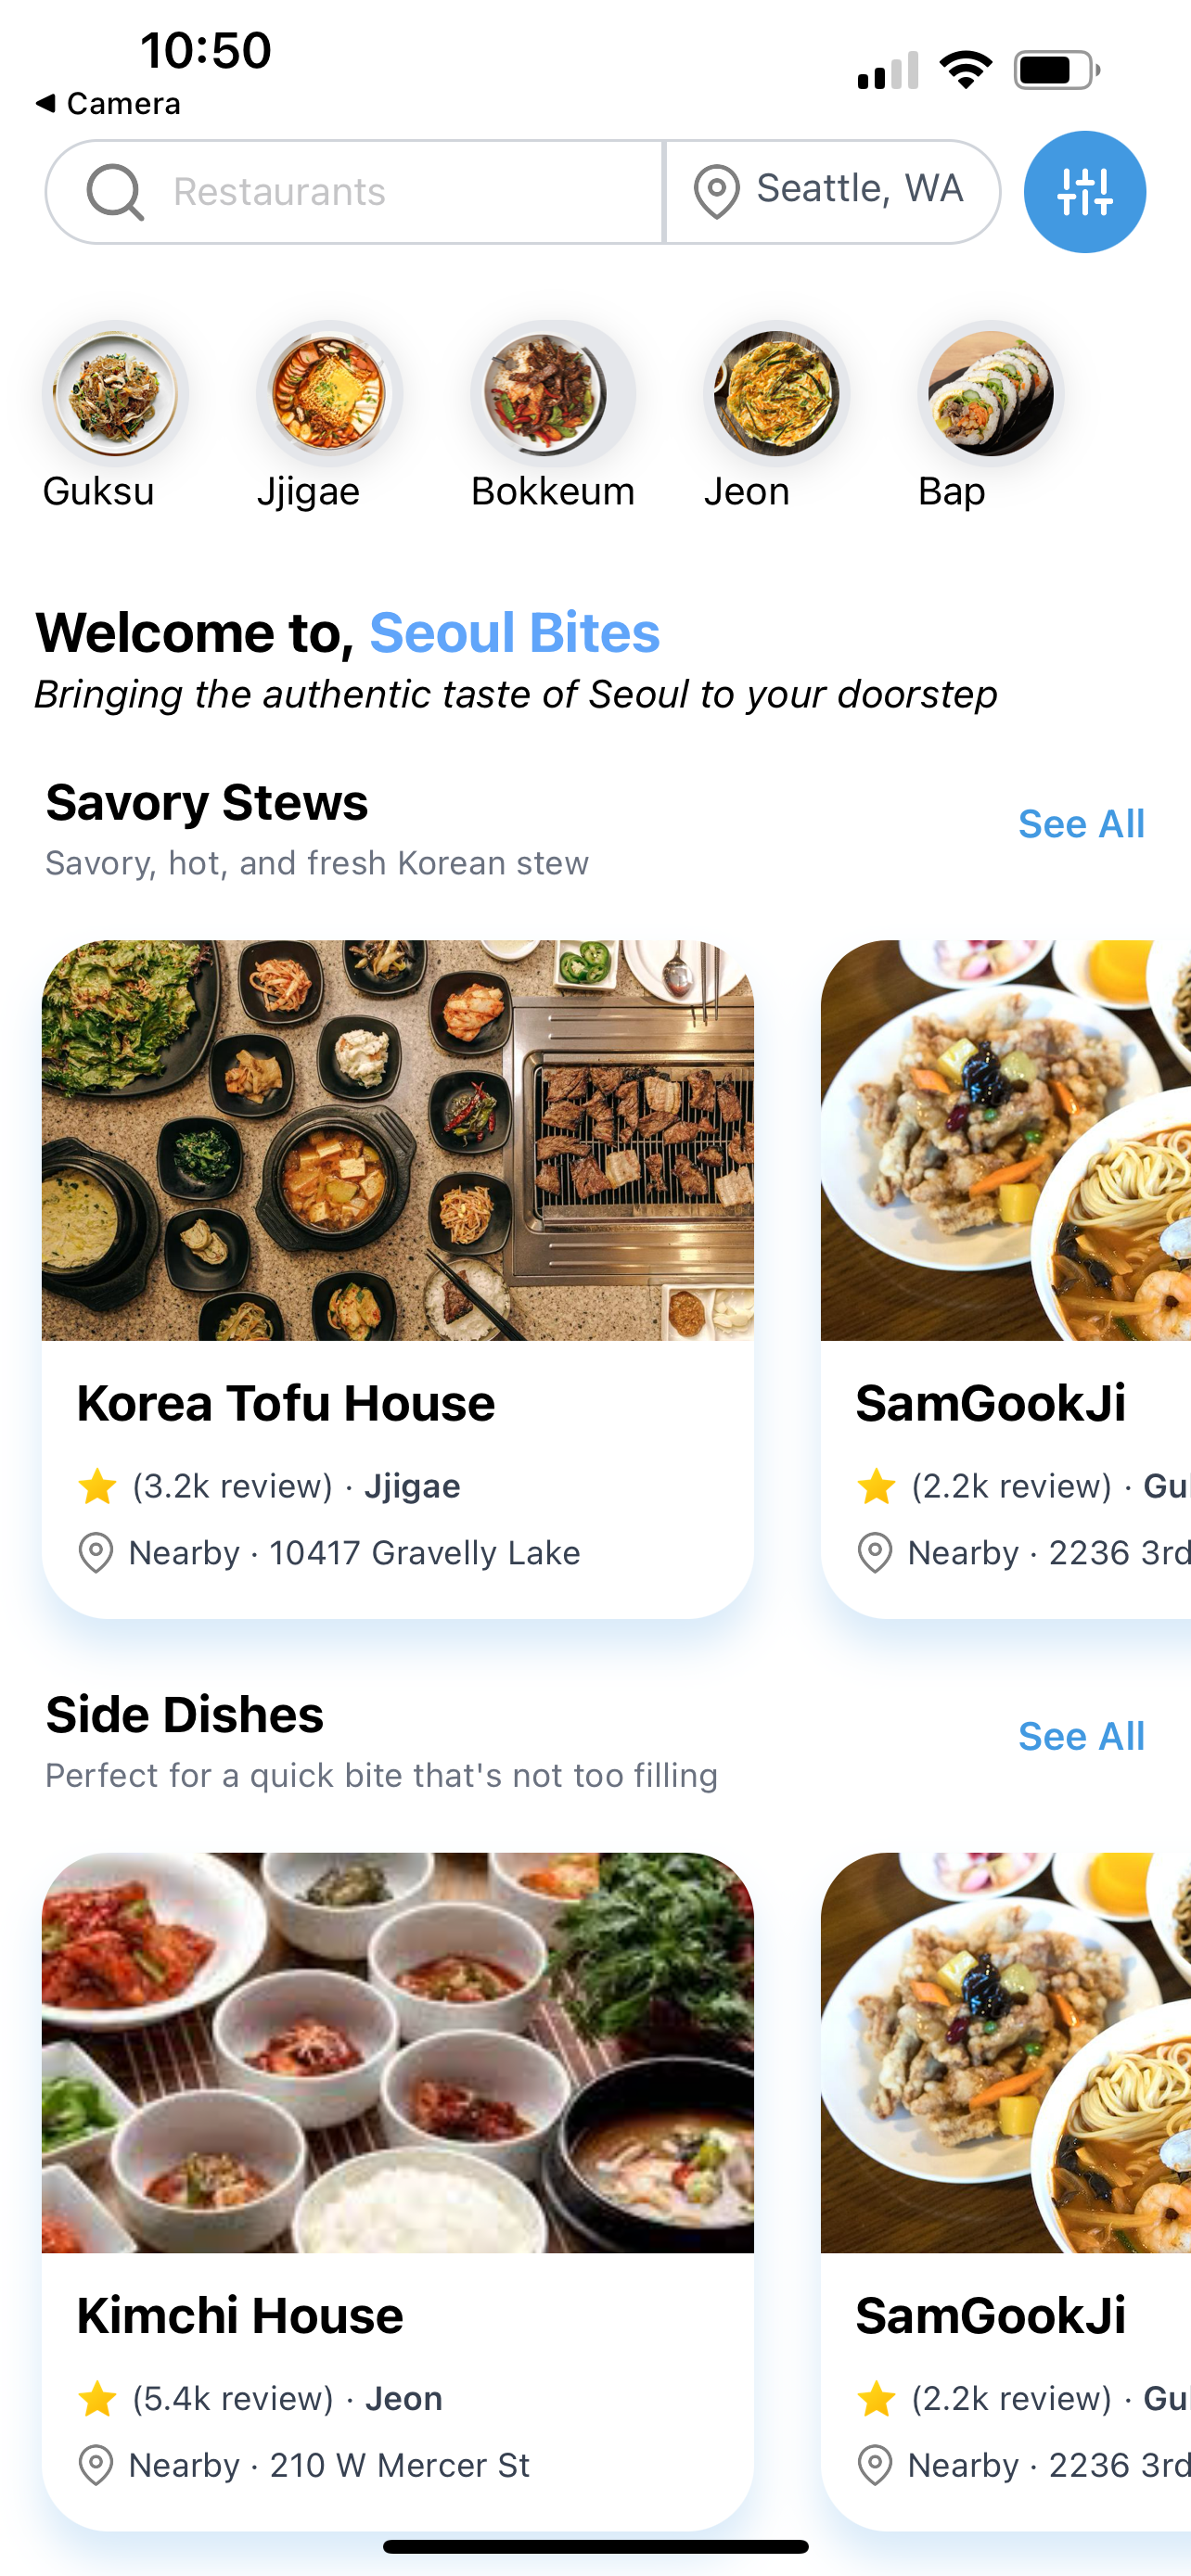 10:50
◀ Camera
Restaurants
Seattle, WA
Guksu
Jjigae
Bokkeum
Jeon
Bap
Welcome to, Seoul Bites
Bringing the authentic taste of Seoul to your doorstep
Savory Stews
See All
Savory, hot, and fresh Korean stew
Korea Tofu House
(3.2k review) · Jjigae
Nearby · 10417 Gravelly Lake
SamGookJi
(2.2k review) · Gu
Nearby · 2236 3rd
Side Dishes
See All
Perfect for a quick bite that's not too filling
Kimchi House
(5.4k review) · Jeon
Nearby · 210 W Mercer St
SamGookJi
(2.2k review) · Gu
Nearby · 2236 3rd